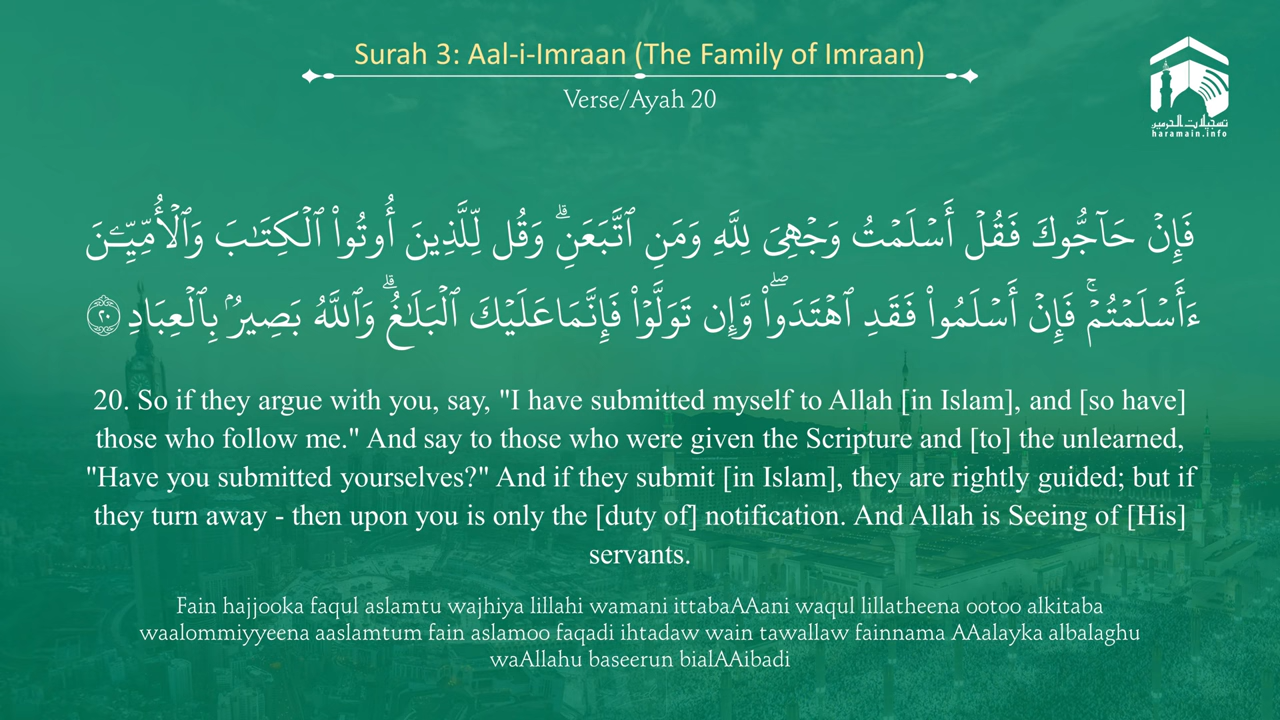 Surah 3: Aal-i-Imraan (The Family of Imraan)
Verse/Ayah 20
تسجيلات الحرمين
haramain.info
فَإِنْ حَآجُّوكَ فَقُلْ أَسْلَمْتُ وَجْهِىَ لِلَّهِ وَمَنِ ٱتَّبَعَنِ ۗ وَقُل لِّلَّذِينَ أُوتُوا۟ ٱلْكِتَـٰبَ وَٱلْأُمِّيِّـۧنَ
ءَأَسْلَمْتُمْ ۚ فَإِنْ أَسْلَمُوا۟ فَقَدِ ٱهْتَدَوا۟ ۖ وَّإِن تَوَلَّوْا۟ فَإِنَّمَا عَلَيْكَ ٱلْبَلَـٰغُ ۗ وَٱللَّهُ بَصِيرٌۢ بِٱلْعِبَادِ ٢٠
20. So if they argue with you, say, "I have submitted myself to Allah [in Islam], and [so have]
those who follow me." And say to those who were given the Scripture and [to] the unlearned,
"Have you submitted yourselves?" And if they submit [in Islam], they are rightly guided; but if
they turn away - then upon you is only the [duty of] notification. And Allah is Seeing of [His]
servants.
Fain hajjooka faqul aslamtu wajhiya lillahi wamani ittabaAAani waqul lillatheena ootoo alkitaba
waalommiyyeena aaslamtum fain aslamoo faqadi ihtadaw wain tawallaw fainnama AAalayka albalaghu
waAllahu baseerun bialAAibadi